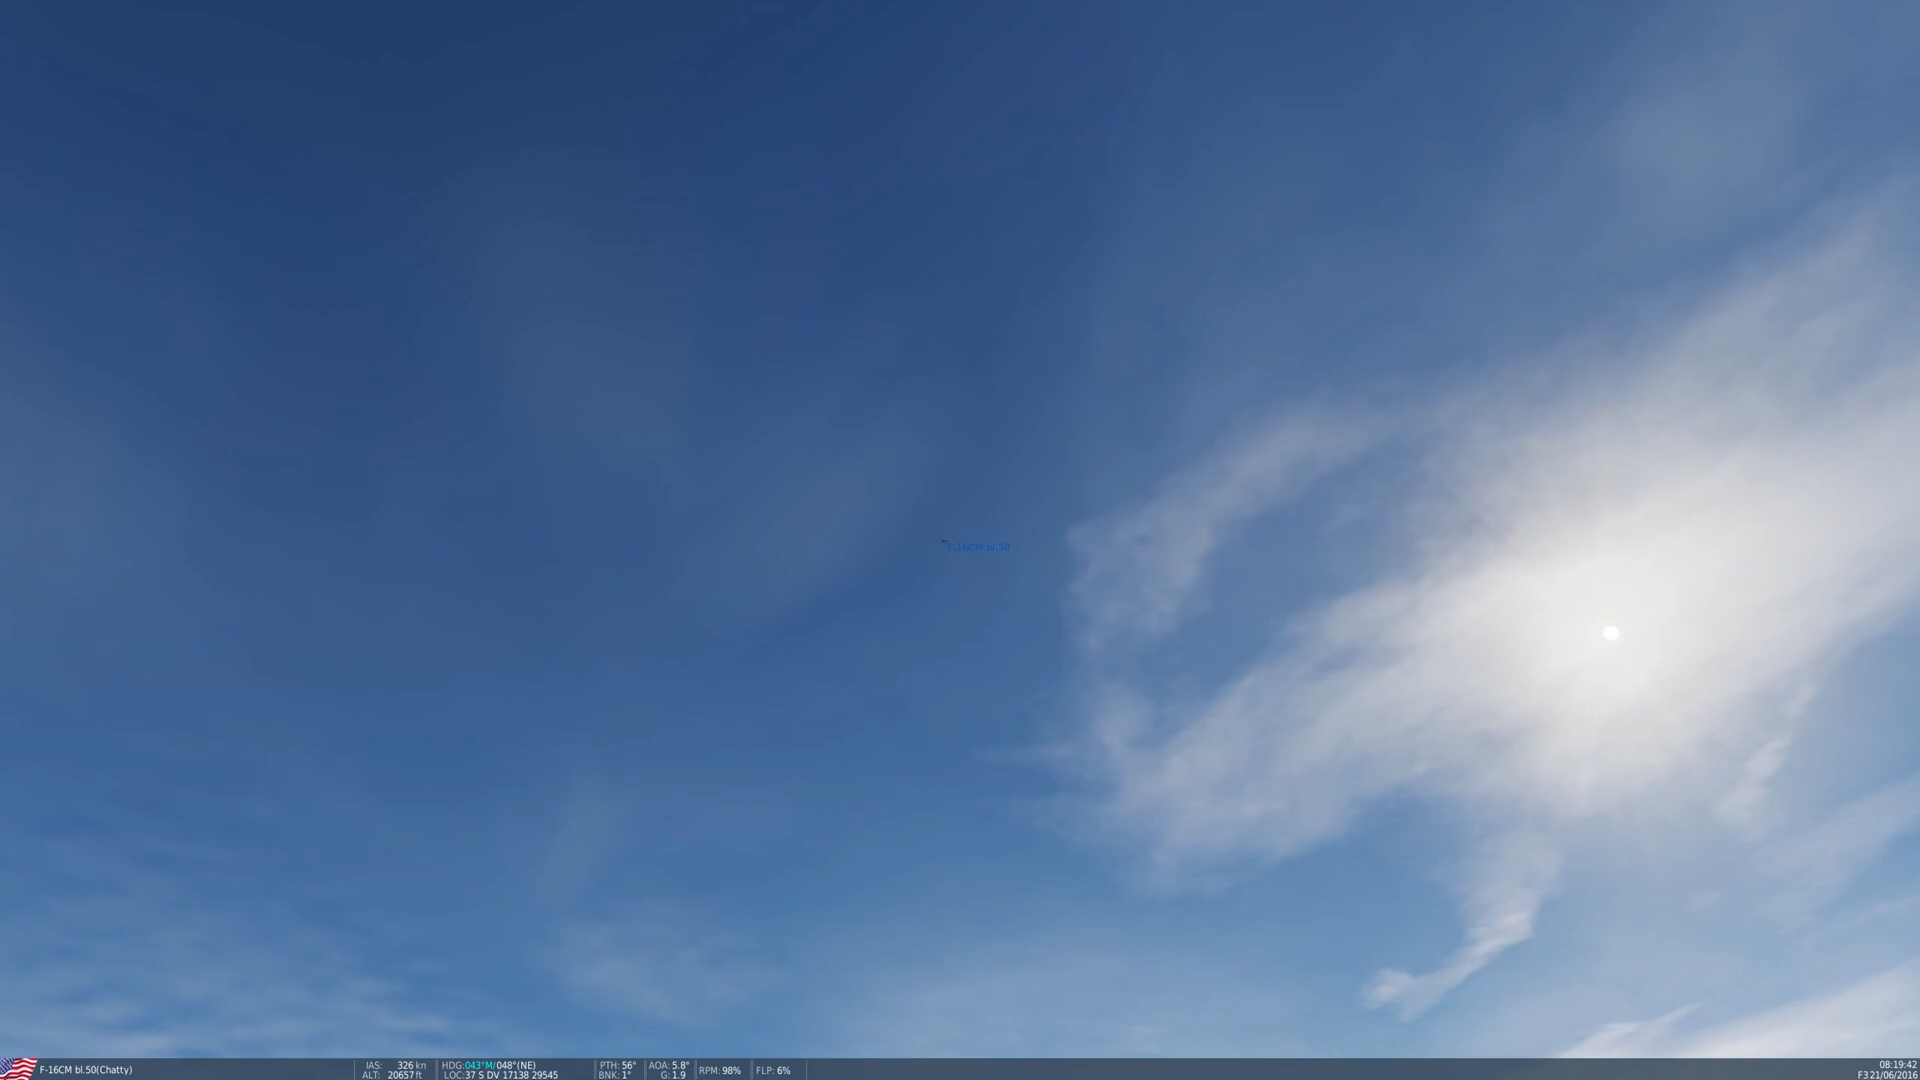 F-16CM bl.50
F-16CM bl.50(Chatty)
IAS: 326 kn
ALT: 20657 ft
HDG:043°M/048°(NE)
LOC:37 S DV 17138 29545
PTH: 56°
BNK: 1°
AOA: 5.8°
G: 1.9
RPM: 98%
FLP: 6%
08:19:42
F3 21/06/2016